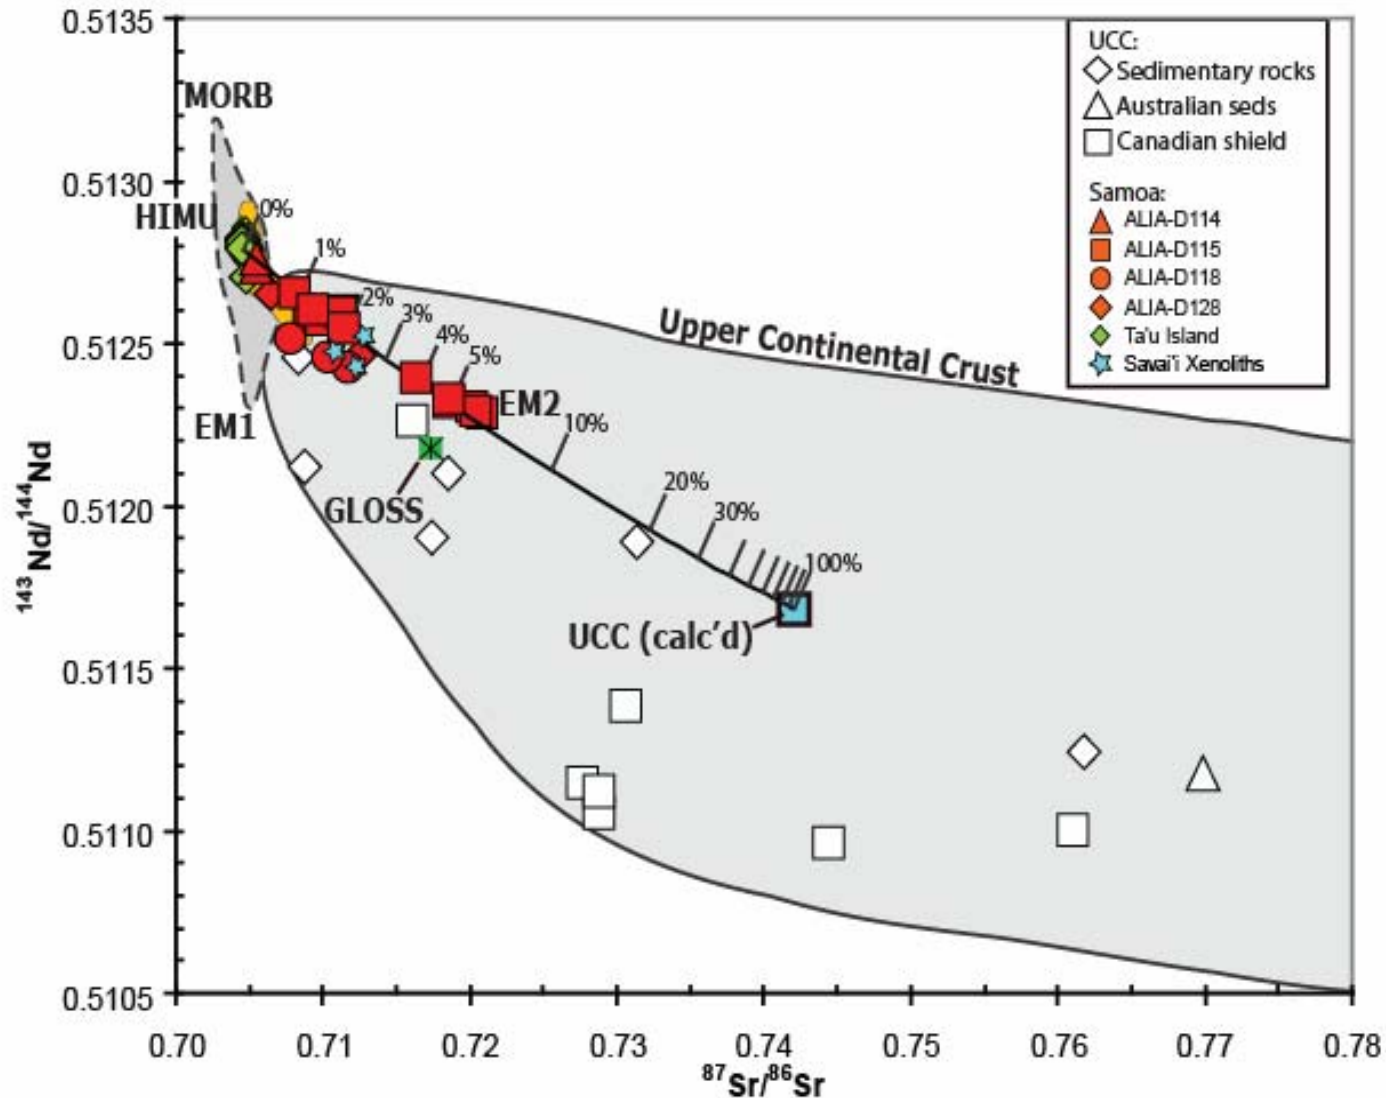 0.5135
UCC:
Sedimentary rocks
Australian seds
Canadian shield
Samoa:
ALIA-D114
ALIA-D115
ALIA-D118
ALIA-D128
Ta'u Island
Savai'i Xenoliths
MORB
0.5130
HIMU
0%
1%
2%
3%
4%
5%
Upper Continental Crust
0.5125
EM1
EM2
10%
GLOSS
20%
30%
100%
0.5120
143Nd/144Nd
UCC (calc'd)
0.5115
0.5110
0.5105
0.70 0.71 0.72 0.73 0.74 0.75 0.76 0.77 0.78
87Sr/86Sr